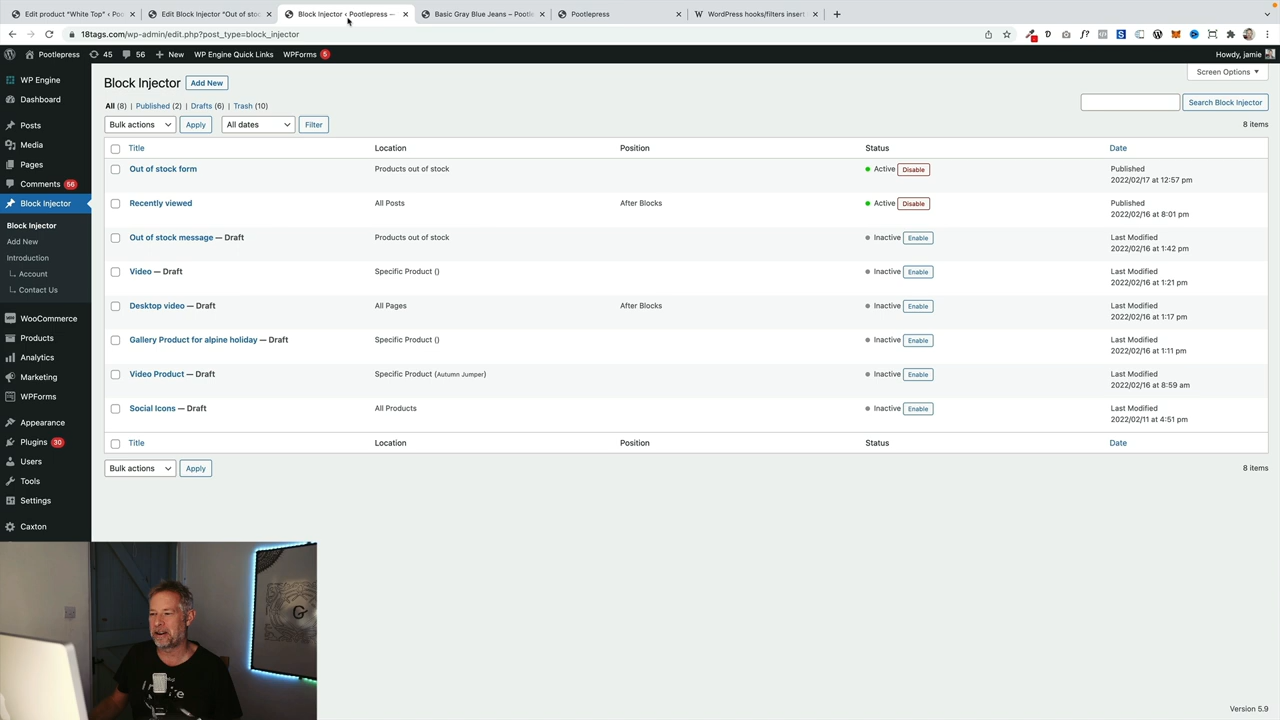 Edit product "White Top" ‹ Poot
Edit Block Injector "Out of stoc
Block Injector ‹ Pootlepress —
Basic Gray Blue Jeans – Pootle
Pootlepress
WordPress hooks/filters insert
18tags.com/wp-admin/edit.php?post_type=block_injector
Pootlepress 45 56 + New WP Engine Quick Links WPForms 5 Howdy, jamie
WP Engine
Dashboard
Posts
Media
Pages
Comments 56
Block Injector
Block Injector
Add New
Introduction
Account
Contact Us
WooCommerce
Products
Analytics
Marketing
WPForms
Appearance
Plugins 30
Users
Tools
Settings
Caxton
Screen Options
Block Injector Add New
All (8) | Published (2) | Drafts (6) | Trash (10)
Search Block Injector
Bulk actions Apply All dates Filter 8 items
Title Location Position Status Date
Out of stock form Products out of stock Active Disable Published
2022/02/17 at 12:57 pm
Recently viewed All Posts After Blocks Active Disable Published
2022/02/16 at 8:01 pm
Out of stock message — Draft Products out of stock Inactive Enable Last Modified
2022/02/16 at 1:42 pm
Video — Draft Specific Product () Inactive Enable Last Modified
2022/02/16 at 1:21 pm
Desktop video — Draft All Pages After Blocks Inactive Enable Last Modified
2022/02/16 at 1:17 pm
Gallery Product for alpine holiday — Draft Specific Product () Inactive Enable Last Modified
2022/02/16 at 1:11 pm
Video Product — Draft Specific Product (Autumn Jumper) Inactive Enable Last Modified
2022/02/16 at 8:59 am
Social Icons — Draft All Products Inactive Enable Last Modified
2022/02/11 at 4:51 pm
Title Location Position Status Date
Bulk actions Apply 8 items
G
Version 5.9